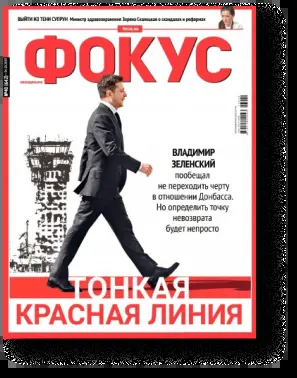 ВЫЙТИ ИЗ ТЕНИ СУПРУН Министр здравоохранения Зоряна Скалецкая о скандалах и реформах
ФОКУС
ВЛАДИМИР
ЗЕЛЕНСКИЙ
пообещал
не переходить черту
в отношении Донбасса.
Но определить точку
невозврата
будет непросто
ТОНКАЯ
КРАСНАЯ ЛИНИЯ